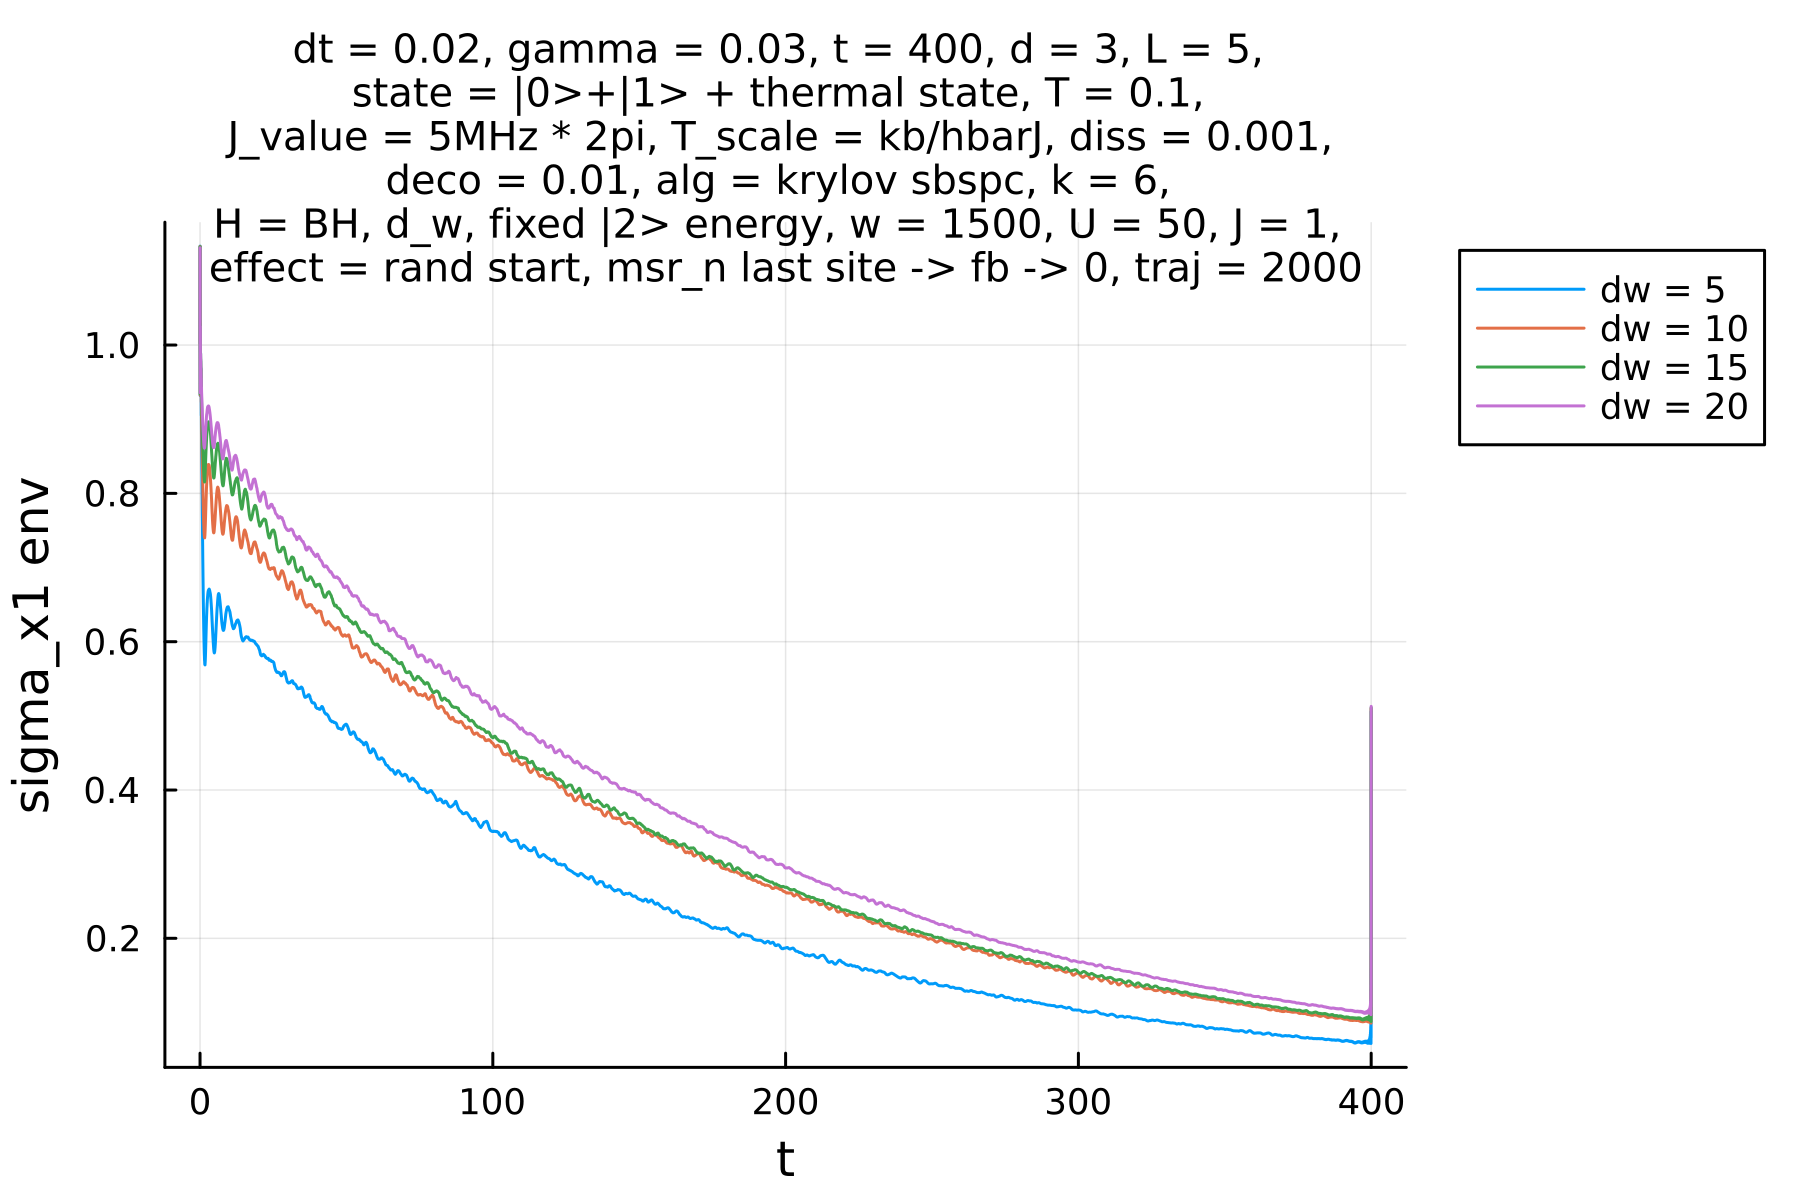 dt = 0.02, gamma = 0.03, t = 400, d = 3, L = 5,
state = |0>+|1> + thermal state, T = 0.1,
J_value = 5MHz * 2pi, T_scale = kb/hbarJ, diss = 0.001,
deco = 0.01, alg = krylov sbspc, k = 6,
H = BH, d_w, fixed |2> energy, w = 1500, U = 50, J = 1,
effect = rand start, msr_n last site -> fb -> 0, traj = 2000
dw = 5
dw = 10
dw = 15
dw = 20
sigma_x1 env
1.0
0.8
0.6
0.4
0.2
0
100
200
300
400
t